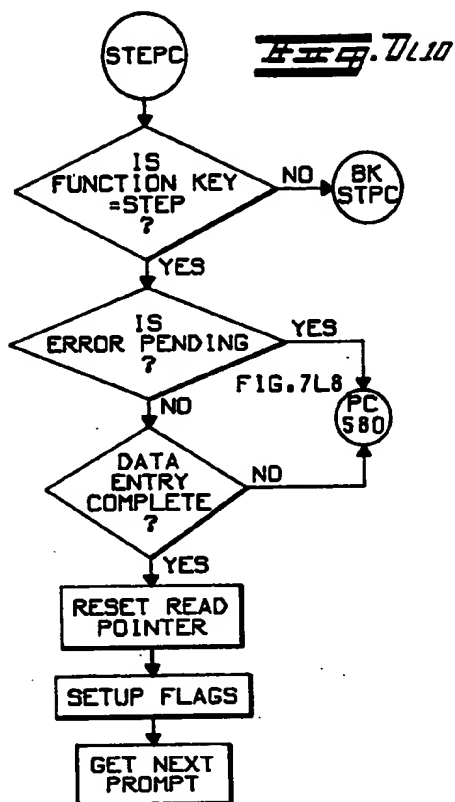 STEPC
Fig. 7L10
IS
FUNCTION KEY
=STEP
?
NO
BK
STPC
YES
IS
ERROR PENDING
?
YES
FIG.7L8
PC
580
NO
DATA
ENTRY
COMPLETE
?
NO
YES
RESET READ
POINTER
SETUP FLAGS
GET NEXT
PROMPT